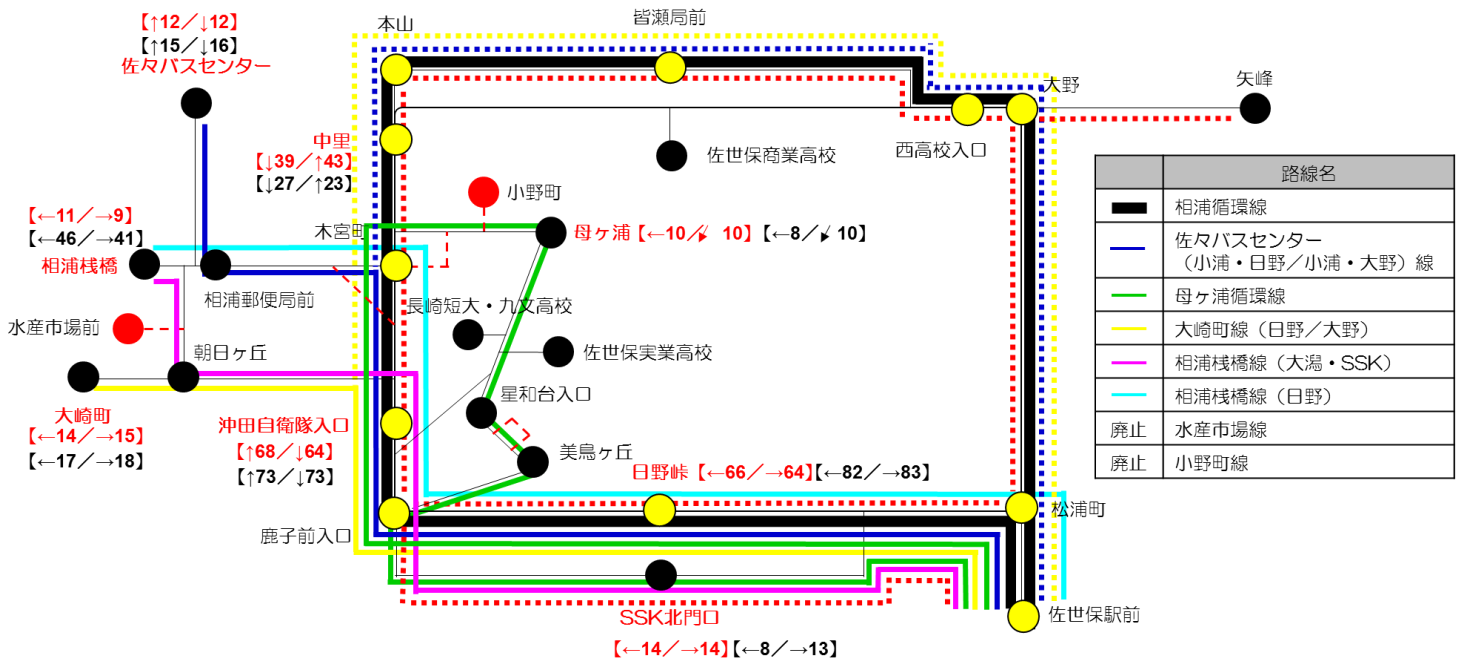 【↑12／↓12】
【↑15／↓16】
佐々バスセンター
本山
皆瀬局前
大野
矢峰
中里
【↓39／↑43】
【↓27／↑23】
佐世保商業高校
西高校入口
小野町
木宮町
母ヶ浦【←10／↙ 10】【←8／↙ 10】
【←11／→9】
【←46／→41】
相浦桟橋
相浦郵便局前
水産市場前
朝日ヶ丘
長崎短大・九文高校
佐世保実業高校
星和台入口
大崎町
【←14／→15】
【←17／→18】
沖田自衛隊入口
【↑68／↓64】
【↑73／↓73】
美鳥ヶ丘
日野峠【←66／→64】【←82／→83】
松浦町
鹿子前入口
SSK北門口
【←14／→14】【←8／→13】
佐世保駅前
路線名
相浦循環線
佐々バスセンター
（小浦・日野／小浦・大野）線
母ヶ浦循環線
大崎町線（日野／大野）
相浦桟橋線（大潟・SSK）
相浦桟橋線（日野）
廃止 水産市場線
廃止 小野町線